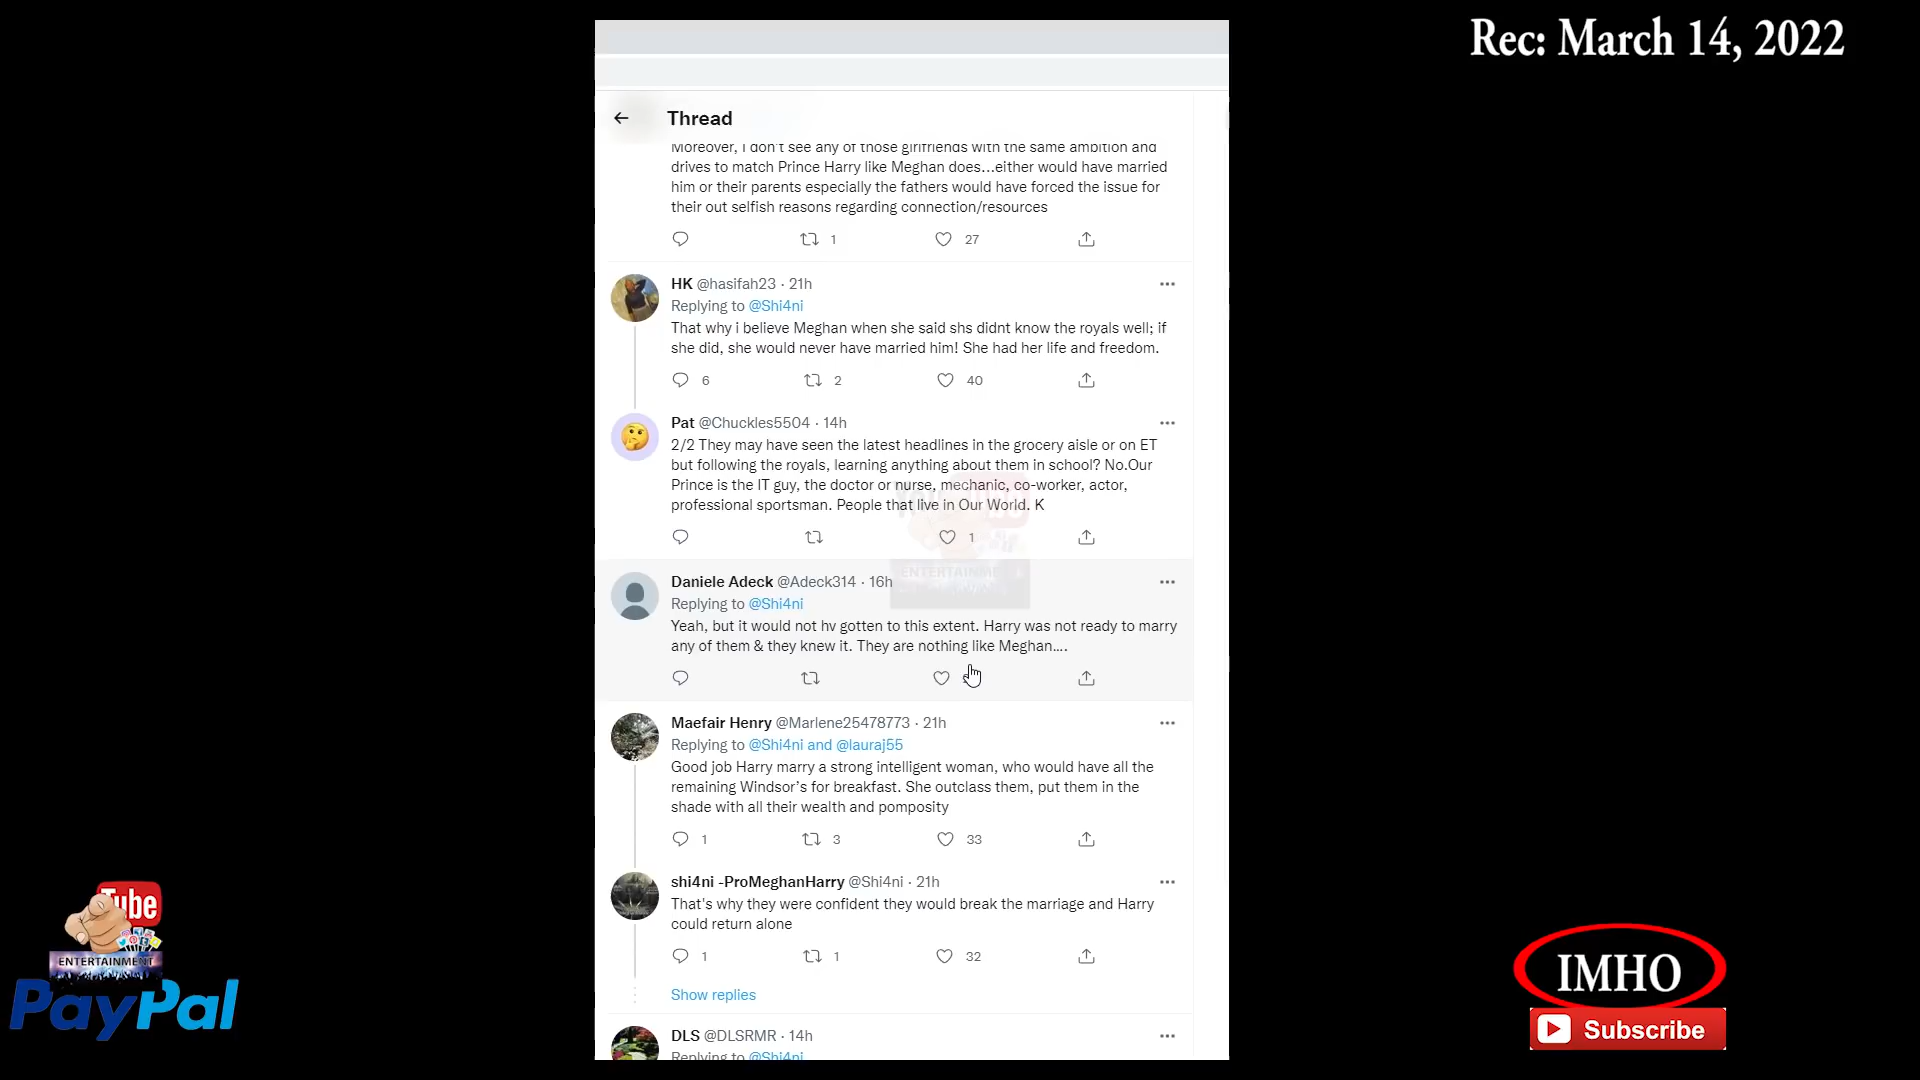 Rec: March 14, 2022
Thread
Moreover, I don't see any of those girlfriends with the same ambition and
drives to match Prince Harry like Meghan does...either would have married
him or their parents especially the fathers would have forced the issue for
their out selfish reasons regarding connection/resources
1 27
HK @hasifah23 · 21h
Replying to @Shi4ni
That why i believe Meghan when she said shs didnt know the royals well; if
she did, she would never have married him! She had her life and freedom.
6 2 40
Pat @Chuckles5504 · 14h
2/2 They may have seen the latest headlines in the grocery aisle or on ET
but following the royals, learning anything about them in school? No.Our
Prince is the IT guy, the doctor or nurse, mechanic, co-worker, actor,
professional sportsman. People that live in Our World. K
1
ENTERTAINMENT
Daniele Adeck @Adeck314 · 16h
Replying to @Shi4ni
Yeah, but it would not hv gotten to this extent. Harry was not ready to marry
any of them & they knew it. They are nothing like Meghan....
Maefair Henry @Marlene25478773 · 21h
Replying to @Shi4ni and @lauraj55
Good job Harry marry a strong intelligent woman, who would have all the
remaining Windsor's for breakfast. She outclass them, put them in the
shade with all their wealth and pomposity
1 3 33
shi4ni -ProMeghanHarry @Shi4ni · 21h
That's why they were confident they would break the marriage and Harry
could return alone
1 1 32
Show replies
DLS @DLSRMR · 14h
Replying to @Shi4ni
Tube
ENTERTAINMENT
PayPal
IMHO
Subscribe